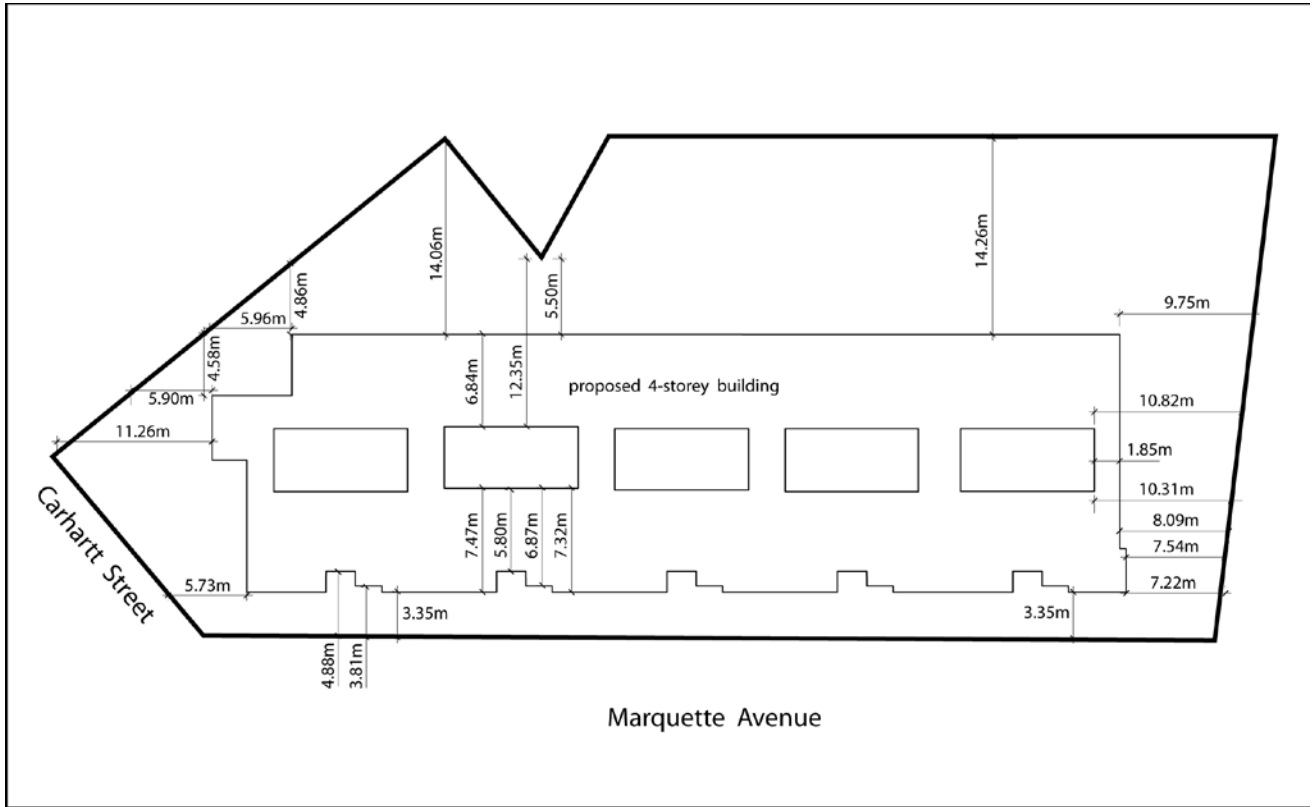 14.06m
14.26m
4.86m
5.50m
9.75m
5.96m
4.58m
6.84m
12.35m
proposed 4-storey building
5.90m
10.82m
11.26m
1.85m
Carhartt Street
7.47m
5.80m
6.87m
7.32m
10.31m
8.09m
7.54m
5.73m
7.22m
3.35m
3.35m
4.88m
3.81m
Marquette Avenue